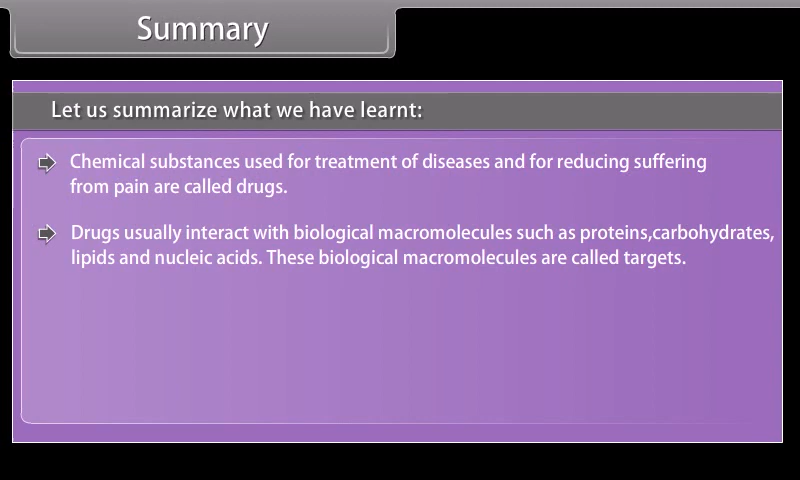 Summary
Let us summarize what we have learnt:
Chemical substances used for treatment of diseases and for reducing suffering
from pain are called drugs.
Drugs usually interact with biological macromolecules such as proteins,carbohydrates,
lipids and nucleic acids. These biological macromolecules are called targets.